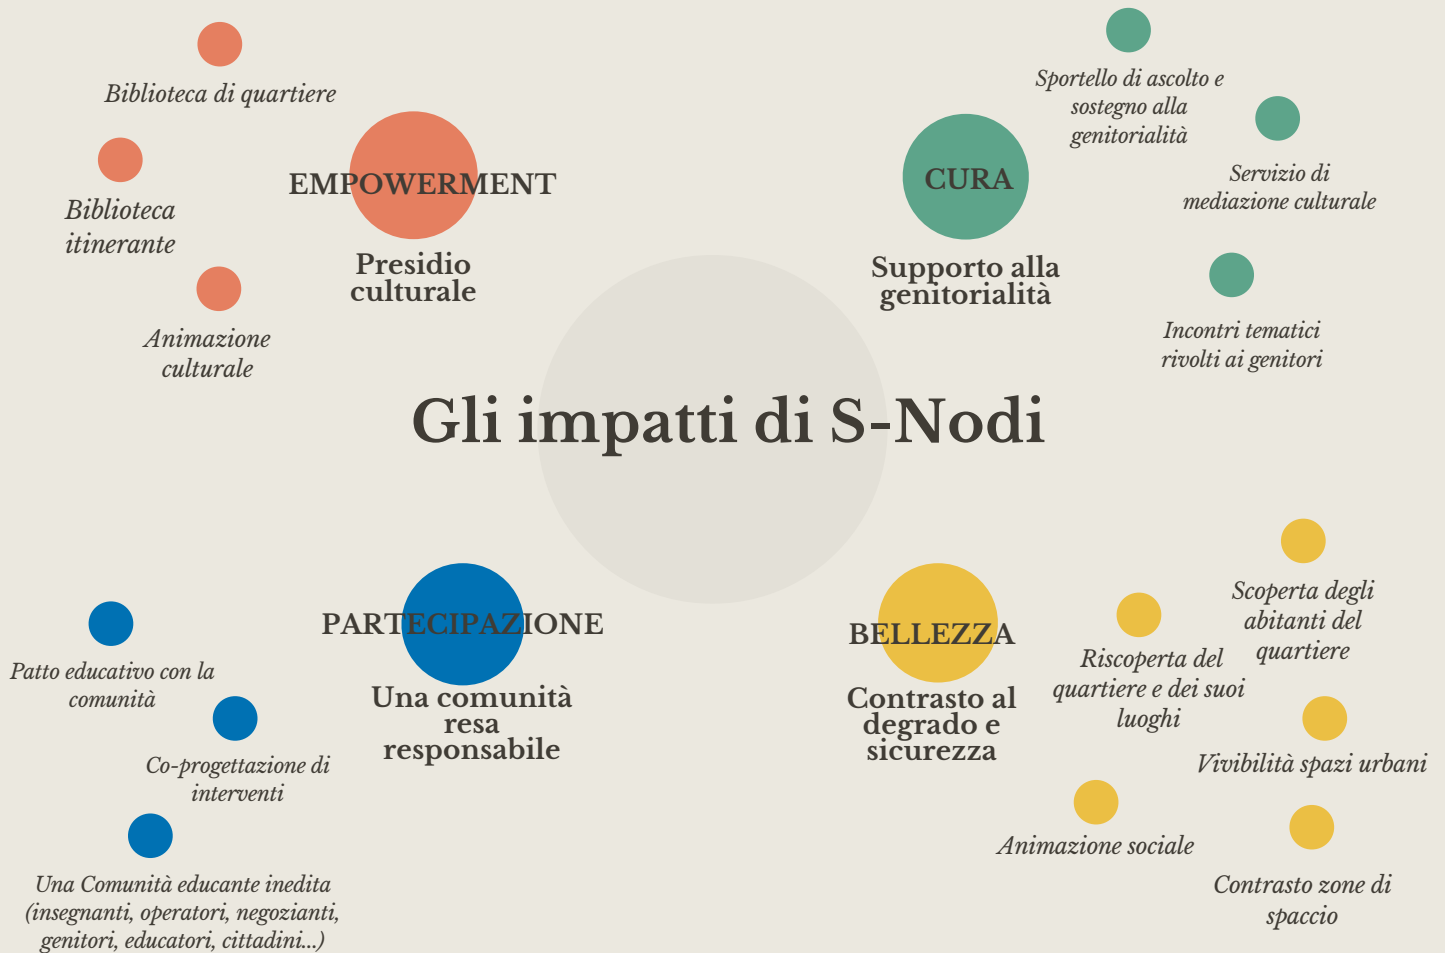 Biblioteca di quartiere
Biblioteca
itinerante
Animazione
culturale
EMPOWERMENT
Presidio
culturale
CURA
Supporto alla
genitorialità
Sportello di ascolto e
sostegno alla
genitorialità
Servizio di
mediazione culturale
Incontri tematici
rivolti ai genitori
Gli impatti di S-Nodi
PARTECIPAZIONE
Una comunità
resa
responsabile
Patto educativo con la
comunità
Co-progettazione di
interventi
Una Comunità educante inedita
(insegnanti, operatori, negozianti,
genitori, educatori, cittadini...)
BELLEZZA
Contrasto al
degrado e
sicurezza
Scoperta degli
abitanti del
quartiere
Riscoperta del
quartiere e dei suoi
luoghi
Vivibilità spazi urbani
Animazione sociale
Contrasto zone di
spaccio